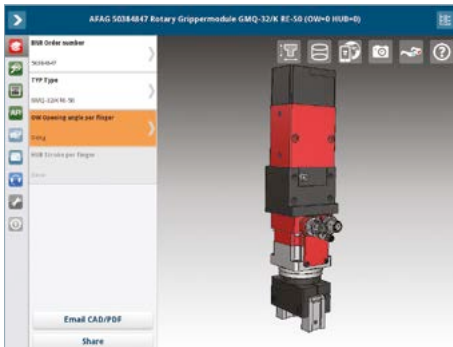 AFAG 50384847 Rotary Grippermodule GMQ-32/K RE-50 (OW=0 HUB=0)
BNR Order number
50384847
TYP Type
GMQ-32/K RE-50
OW Opening angle per finger
HUB Stroke per finger
API
Email CAD/PDF
Share